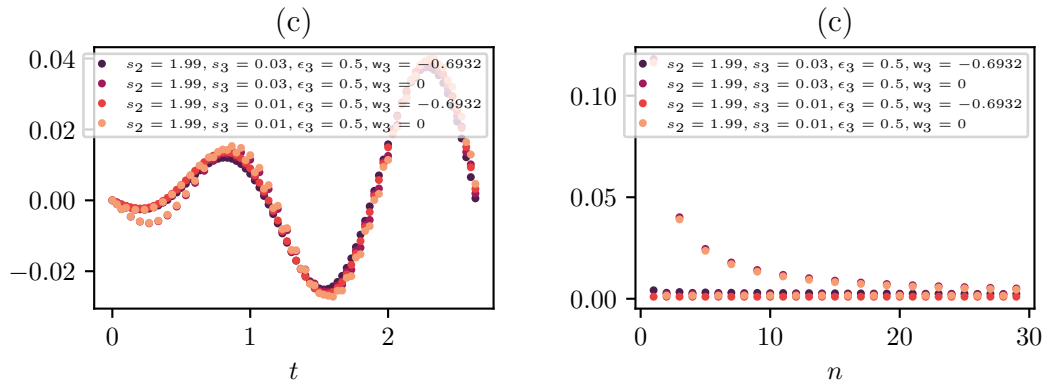 (c)
0.04
0.02
0.00
−0.02
s₂ = 1.99, s₃ = 0.03, ϵ₃ = 0.5, w₃ = −0.6932
s₂ = 1.99, s₃ = 0.03, ϵ₃ = 0.5, w₃ = 0
s₂ = 1.99, s₃ = 0.01, ϵ₃ = 0.5, w₃ = −0.6932
s₂ = 1.99, s₃ = 0.01, ϵ₃ = 0.5, w₃ = 0
0 1 2
t
(c)
0.10
0.05
0.00
s₂ = 1.99, s₃ = 0.03, ϵ₃ = 0.5, w₃ = −0.6932
s₂ = 1.99, s₃ = 0.03, ϵ₃ = 0.5, w₃ = 0
s₂ = 1.99, s₃ = 0.01, ϵ₃ = 0.5, w₃ = −0.6932
s₂ = 1.99, s₃ = 0.01, ϵ₃ = 0.5, w₃ = 0
0 10 20 30
n